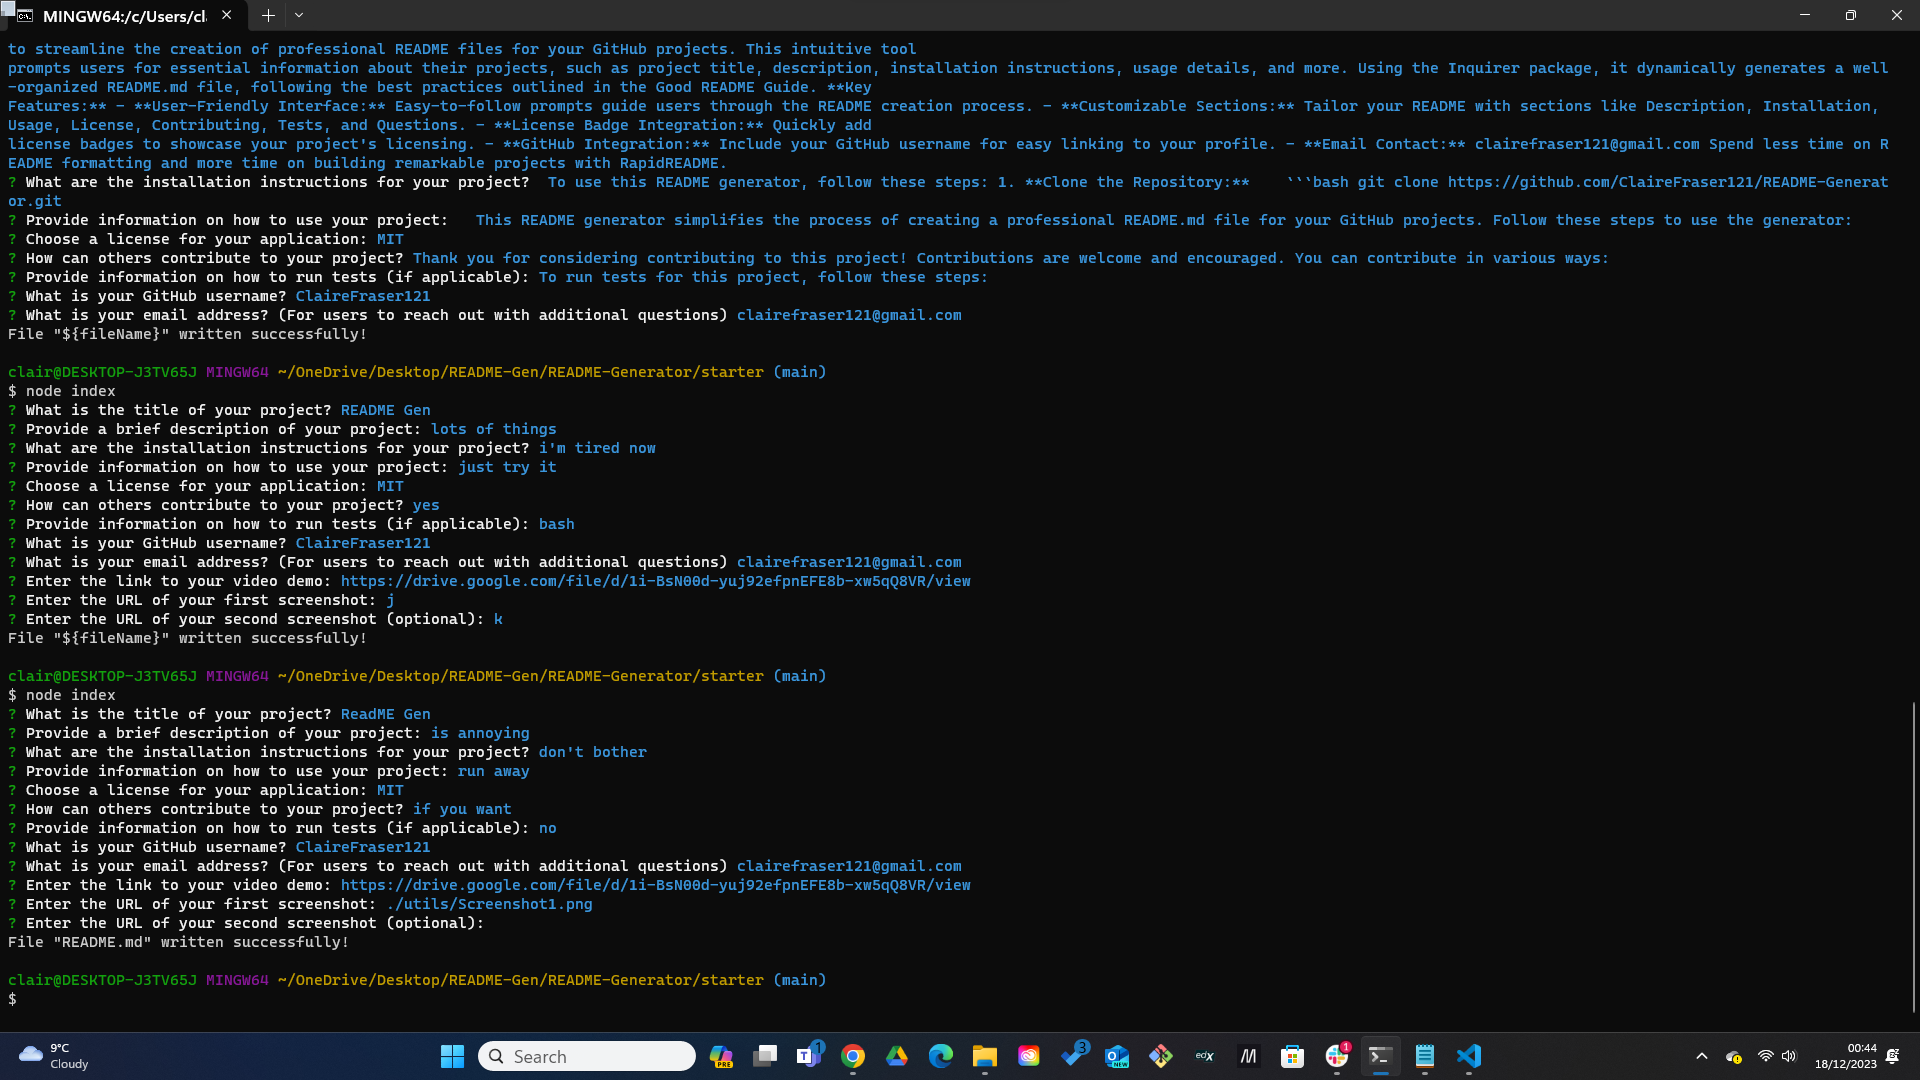 MINGW64:/c/Users/cl
to streamline the creation of professional README files for your GitHub projects. This intuitive tool
prompts users for essential information about their projects, such as project title, description, installation instructions, usage details, and more. Using the Inquirer package, it dynamically generates a well
-organized README.md file, following the best practices outlined in the Good README Guide. **Key
Features:** - **User-Friendly Interface:** Easy-to-follow prompts guide users through the README creation process. - **Customizable Sections:** Tailor your README with sections like Description, Installation,
Usage, License, Contributing, Tests, and Questions. - **License Badge Integration:** Quickly add
license badges to showcase your project's licensing. - **GitHub Integration:** Include your GitHub username for easy linking to your profile. - **Email Contact:** clairefraser121@gmail.com Spend less time on R
EADME formatting and more time on building remarkable projects with RapidREADME.
? What are the installation instructions for your project?  To use this README generator, follow these steps: 1. **Clone the Repository:**    ```bash git clone https://github.com/ClaireFraser121/README-Generat
or.git
? Provide information on how to use your project:   This README generator simplifies the process of creating a professional README.md file for your GitHub projects. Follow these steps to use the generator:
? Choose a license for your application: MIT
? How can others contribute to your project? Thank you for considering contributing to this project! Contributions are welcome and encouraged. You can contribute in various ways:
? Provide information on how to run tests (if applicable): To run tests for this project, follow these steps:
? What is your GitHub username? ClaireFraser121
? What is your email address? (For users to reach out with additional questions) clairefraser121@gmail.com
File "${fileName}" written successfully!
clair@DESKTOP-J3TV65J MINGW64 ~/OneDrive/Desktop/README-Gen/README-Generator/starter (main)
$ node index
? What is the title of your project? README Gen
? Provide a brief description of your project: lots of things
? What are the installation instructions for your project? i'm tired now
? Provide information on how to use your project: just try it
? Choose a license for your application: MIT
? How can others contribute to your project? yes
? Provide information on how to run tests (if applicable): bash
? What is your GitHub username? ClaireFraser121
? What is your email address? (For users to reach out with additional questions) clairefraser121@gmail.com
? Enter the link to your video demo: https://drive.google.com/file/d/1i-BsN00d-yuj92efpnEFE8b-xw5qQ8VR/view
? Enter the URL of your first screenshot: j
? Enter the URL of your second screenshot (optional): k
File "${fileName}" written successfully!
clair@DESKTOP-J3TV65J MINGW64 ~/OneDrive/Desktop/README-Gen/README-Generator/starter (main)
$ node index
? What is the title of your project? ReadME Gen
? Provide a brief description of your project: is annoying
? What are the installation instructions for your project? don't bother
? Provide information on how to use your project: run away
? Choose a license for your application: MIT
? How can others contribute to your project? if you want
? Provide information on how to run tests (if applicable): no
? What is your GitHub username? ClaireFraser121
? What is your email address? (For users to reach out with additional questions) clairefraser121@gmail.com
? Enter the link to your video demo: https://drive.google.com/file/d/1i-BsN00d-yuj92efpnEFE8b-xw5qQ8VR/view
? Enter the URL of your first screenshot: ./utils/Screenshot1.png
? Enter the URL of your second screenshot (optional):
File "README.md" written successfully!
clair@DESKTOP-J3TV65J MINGW64 ~/OneDrive/Desktop/README-Gen/README-Generator/starter (main)
$
9°C
Cloudy
Search
PRE
1
3
NEW
edX
1
00:44
18/12/2023